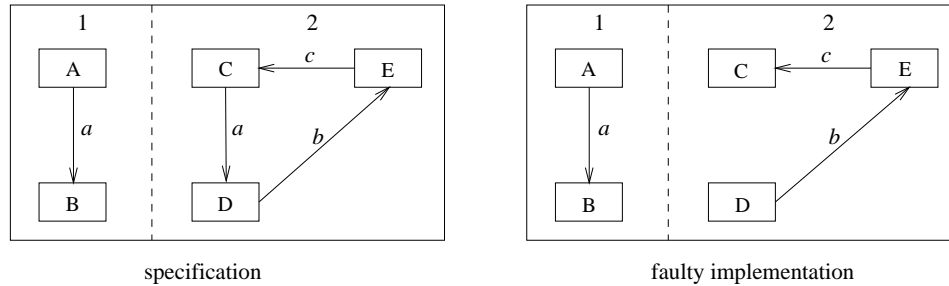 1 2
A C E
c
a a b
B D
specification
1 2
A C E
c
a b
B D
faulty implementation